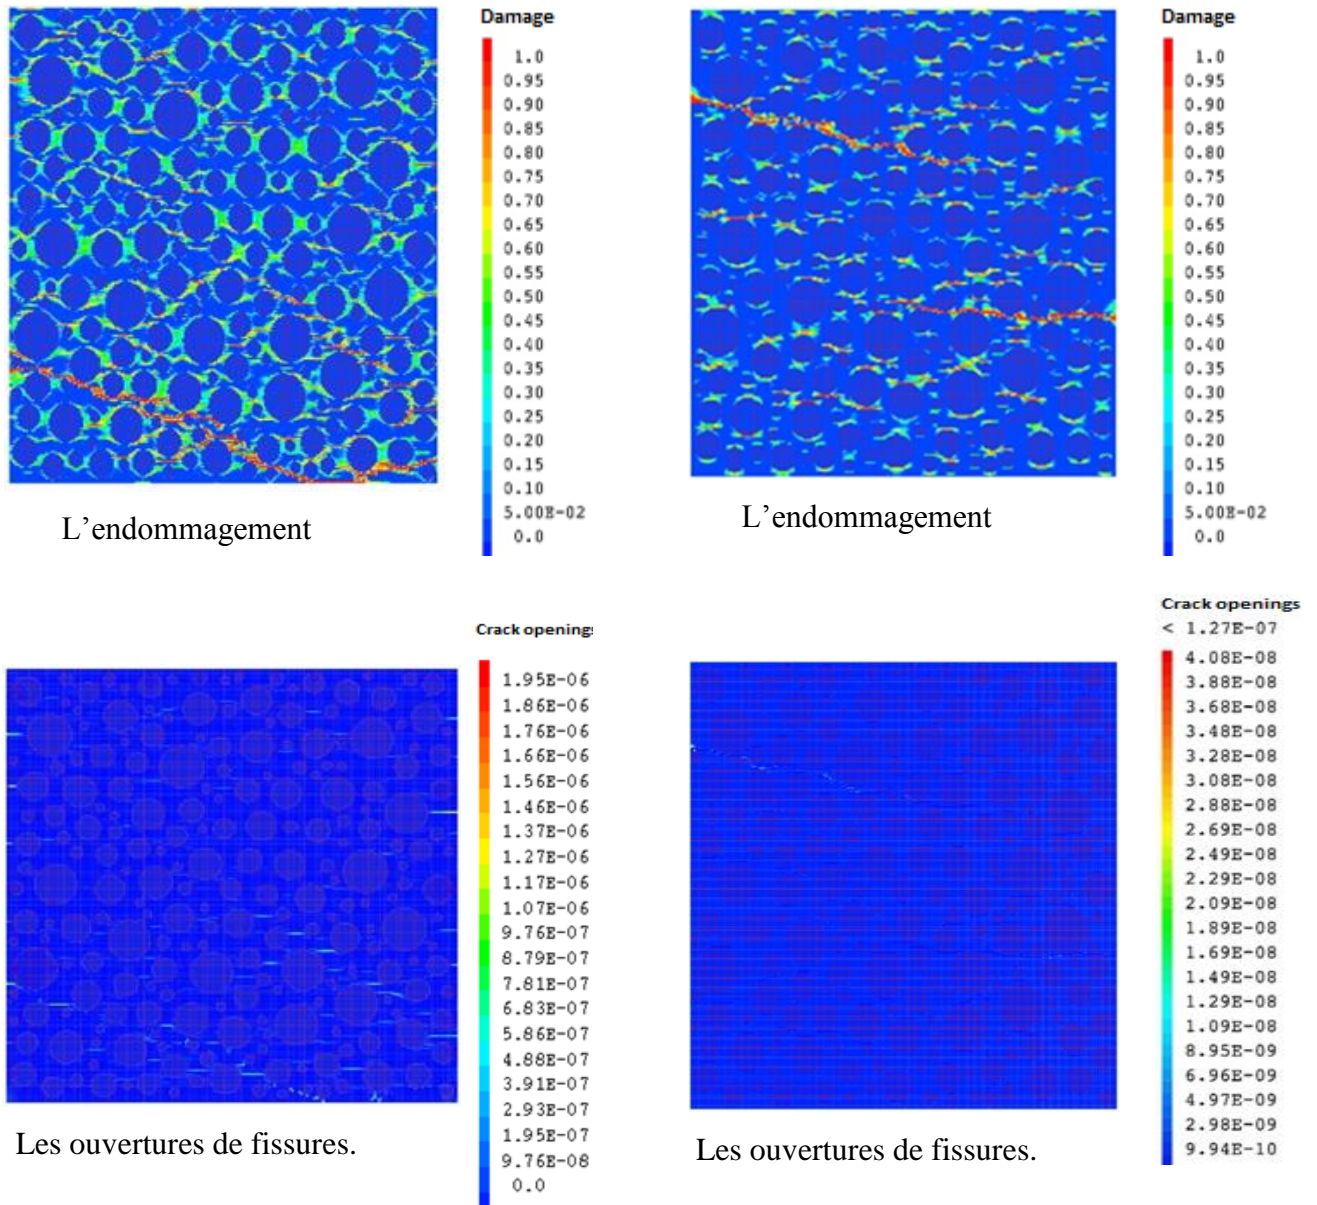 Damage
1.0
0.95
0.90
0.85
0.80
0.75
0.70
0.65
0.60
0.55
0.50
0.45
0.40
0.35
0.30
0.25
0.20
0.15
0.10
5.00E-02
0.0
L’endommagement
Damage
1.0
0.95
0.90
0.85
0.80
0.75
0.70
0.65
0.60
0.55
0.50
0.45
0.40
0.35
0.30
0.25
0.20
0.15
0.10
5.00E-02
0.0
L’endommagement
Crack openings
1.95E-06
1.86E-06
1.76E-06
1.66E-06
1.56E-06
1.46E-06
1.37E-06
1.27E-06
1.17E-06
1.07E-06
9.76E-07
8.79E-07
7.81E-07
6.83E-07
5.86E-07
4.88E-07
3.91E-07
2.93E-07
1.95E-07
9.76E-08
0.0
Les ouvertures de fissures.
Crack openings
< 1.27E-07
4.08E-08
3.88E-08
3.68E-08
3.48E-08
3.28E-08
3.08E-08
2.88E-08
2.69E-08
2.49E-08
2.29E-08
2.09E-08
1.89E-08
1.69E-08
1.49E-08
1.29E-08
1.09E-08
8.95E-09
6.96E-09
4.97E-09
2.98E-09
9.94E-10
Les ouvertures de fissures.